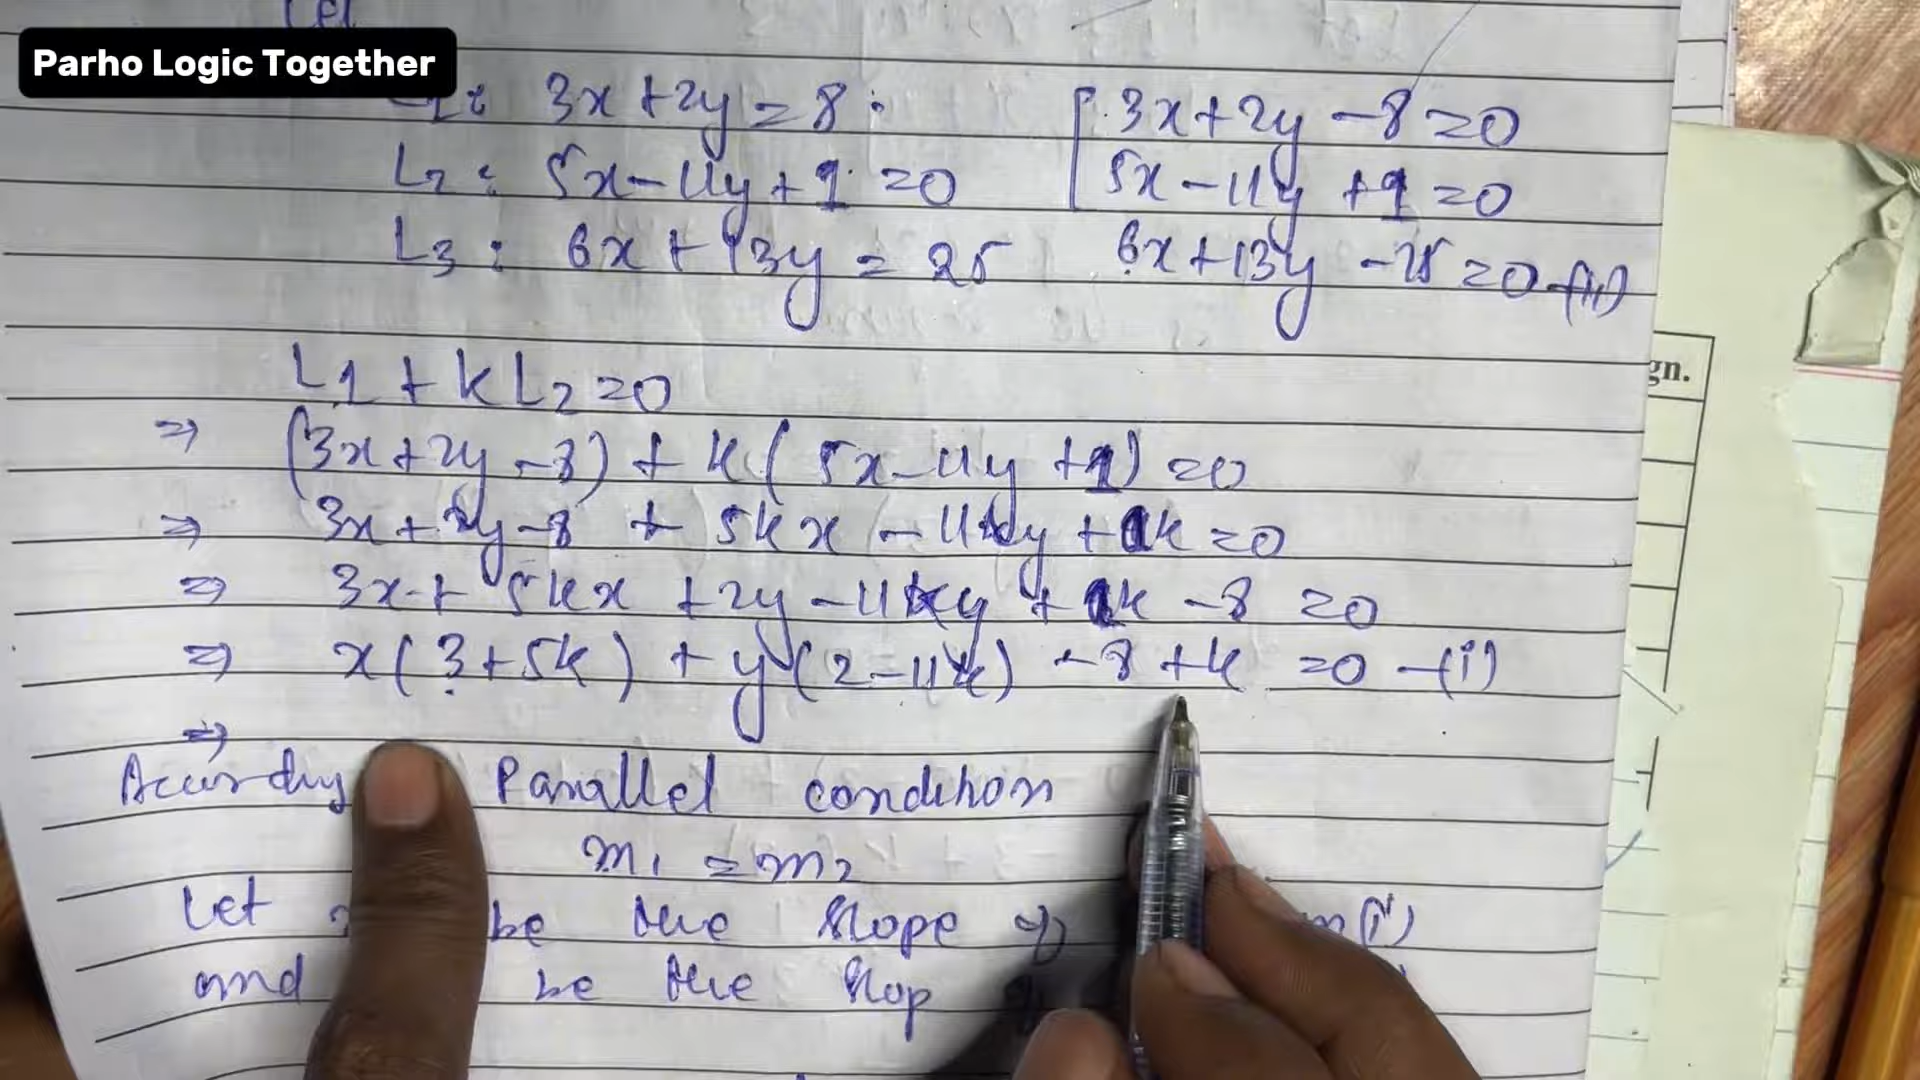 Let
Parho Logic Together
L1: 3x+2y=8 : 3x+2y-8=0
L2: 5x-11y+1=0 5x-11y+1=0
L3: 6x+13y=25 6x+13y-25=0-(ii)
L1+kL2=0
⇒ (3x+2y-8)+k(5x-11y+1)=0
⇒ 3x+2y-8+5kx-11ky+1k=0
⇒ 3x+5kx+2y-11ky+1k-8=0
⇒ x(3+5k)+y(2-11k)-8+k=0-(i)
⇒
According Parallel condition
m1=m2
Let be the slope of (i)
and be the slop
gn.